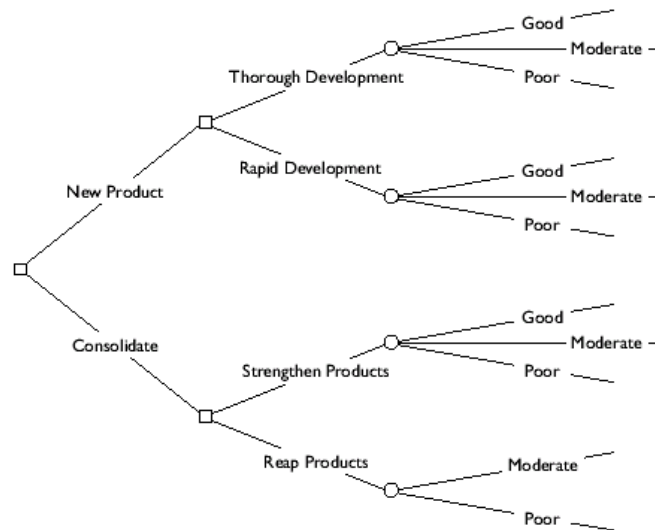 Good
Moderate
Thorough Development
Poor
Rapid Development
Good
New Product
Moderate
Poor
Good
Consolidate
Moderate
Strengthen Products
Poor
Reap Products
Moderate
Poor